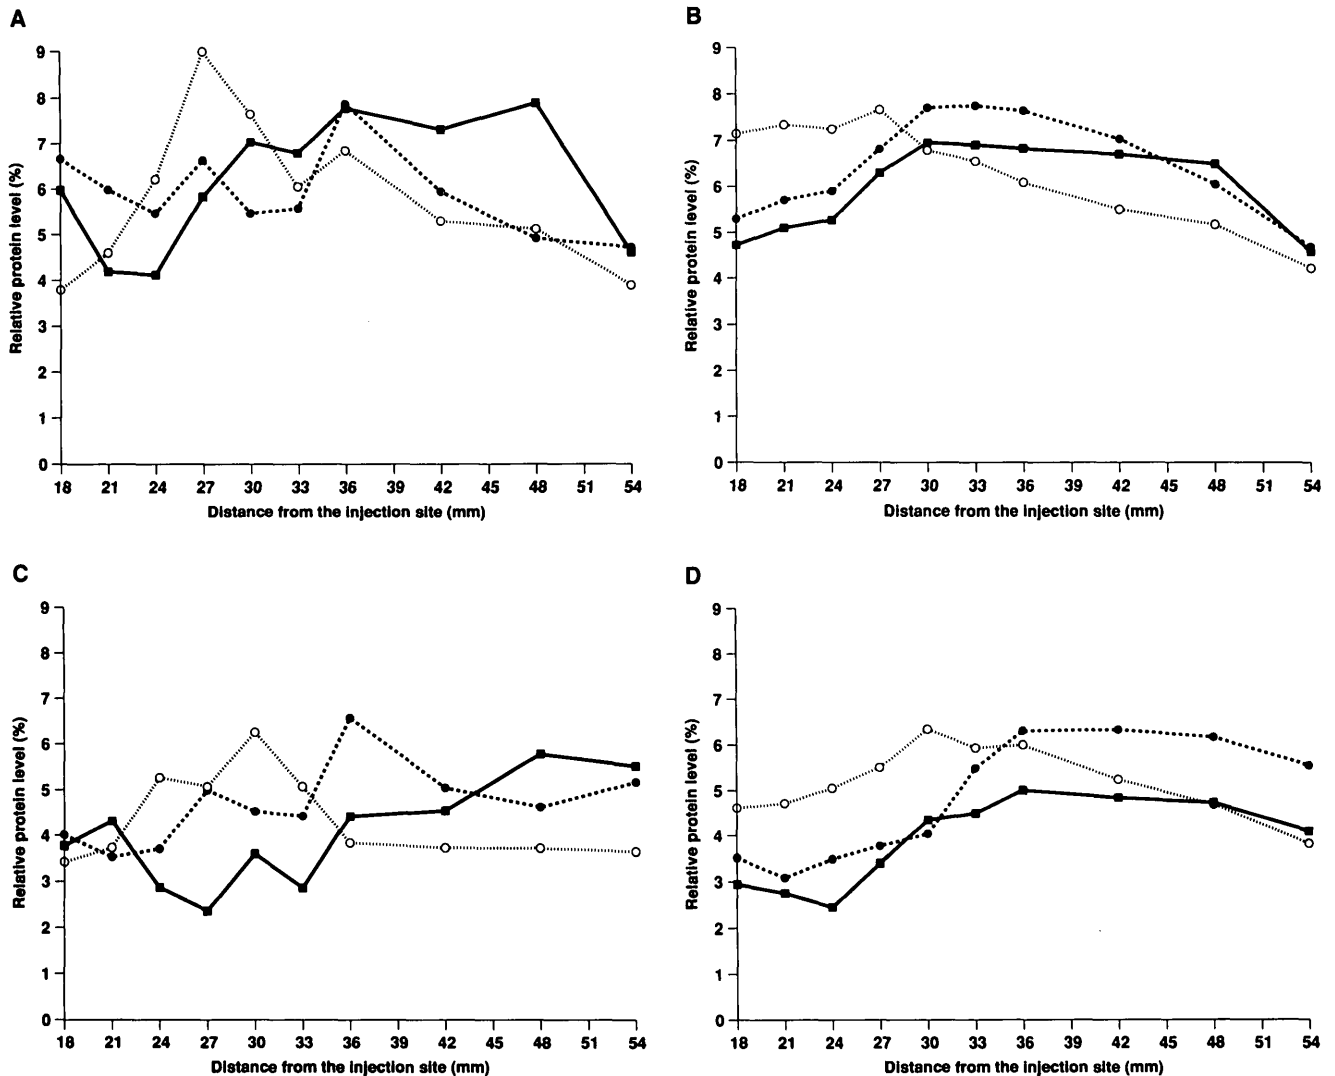 A
Relative protein level (%)
9
8
7
6
5
4
3
2
1
0
18 21 24 27 30 33 36 39 42 45 48 51 54
Distance from the injection site (mm)
B
Relative protein level (%)
9
8
7
6
5
4
3
2
1
0
18 21 24 27 30 33 36 39 42 45 48 51 54
Distance from the injection site (mm)
C
Relative protein level (%)
9
8
7
6
5
4
3
2
1
0
18 21 24 27 30 33 36 39 42 45 48 51 54
Distance from the injection site (mm)
D
Relative protein level (%)
9
8
7
6
5
4
3
2
1
0
18 21 24 27 30 33 36 39 42 45 48 51 54
Distance from the injection site (mm)